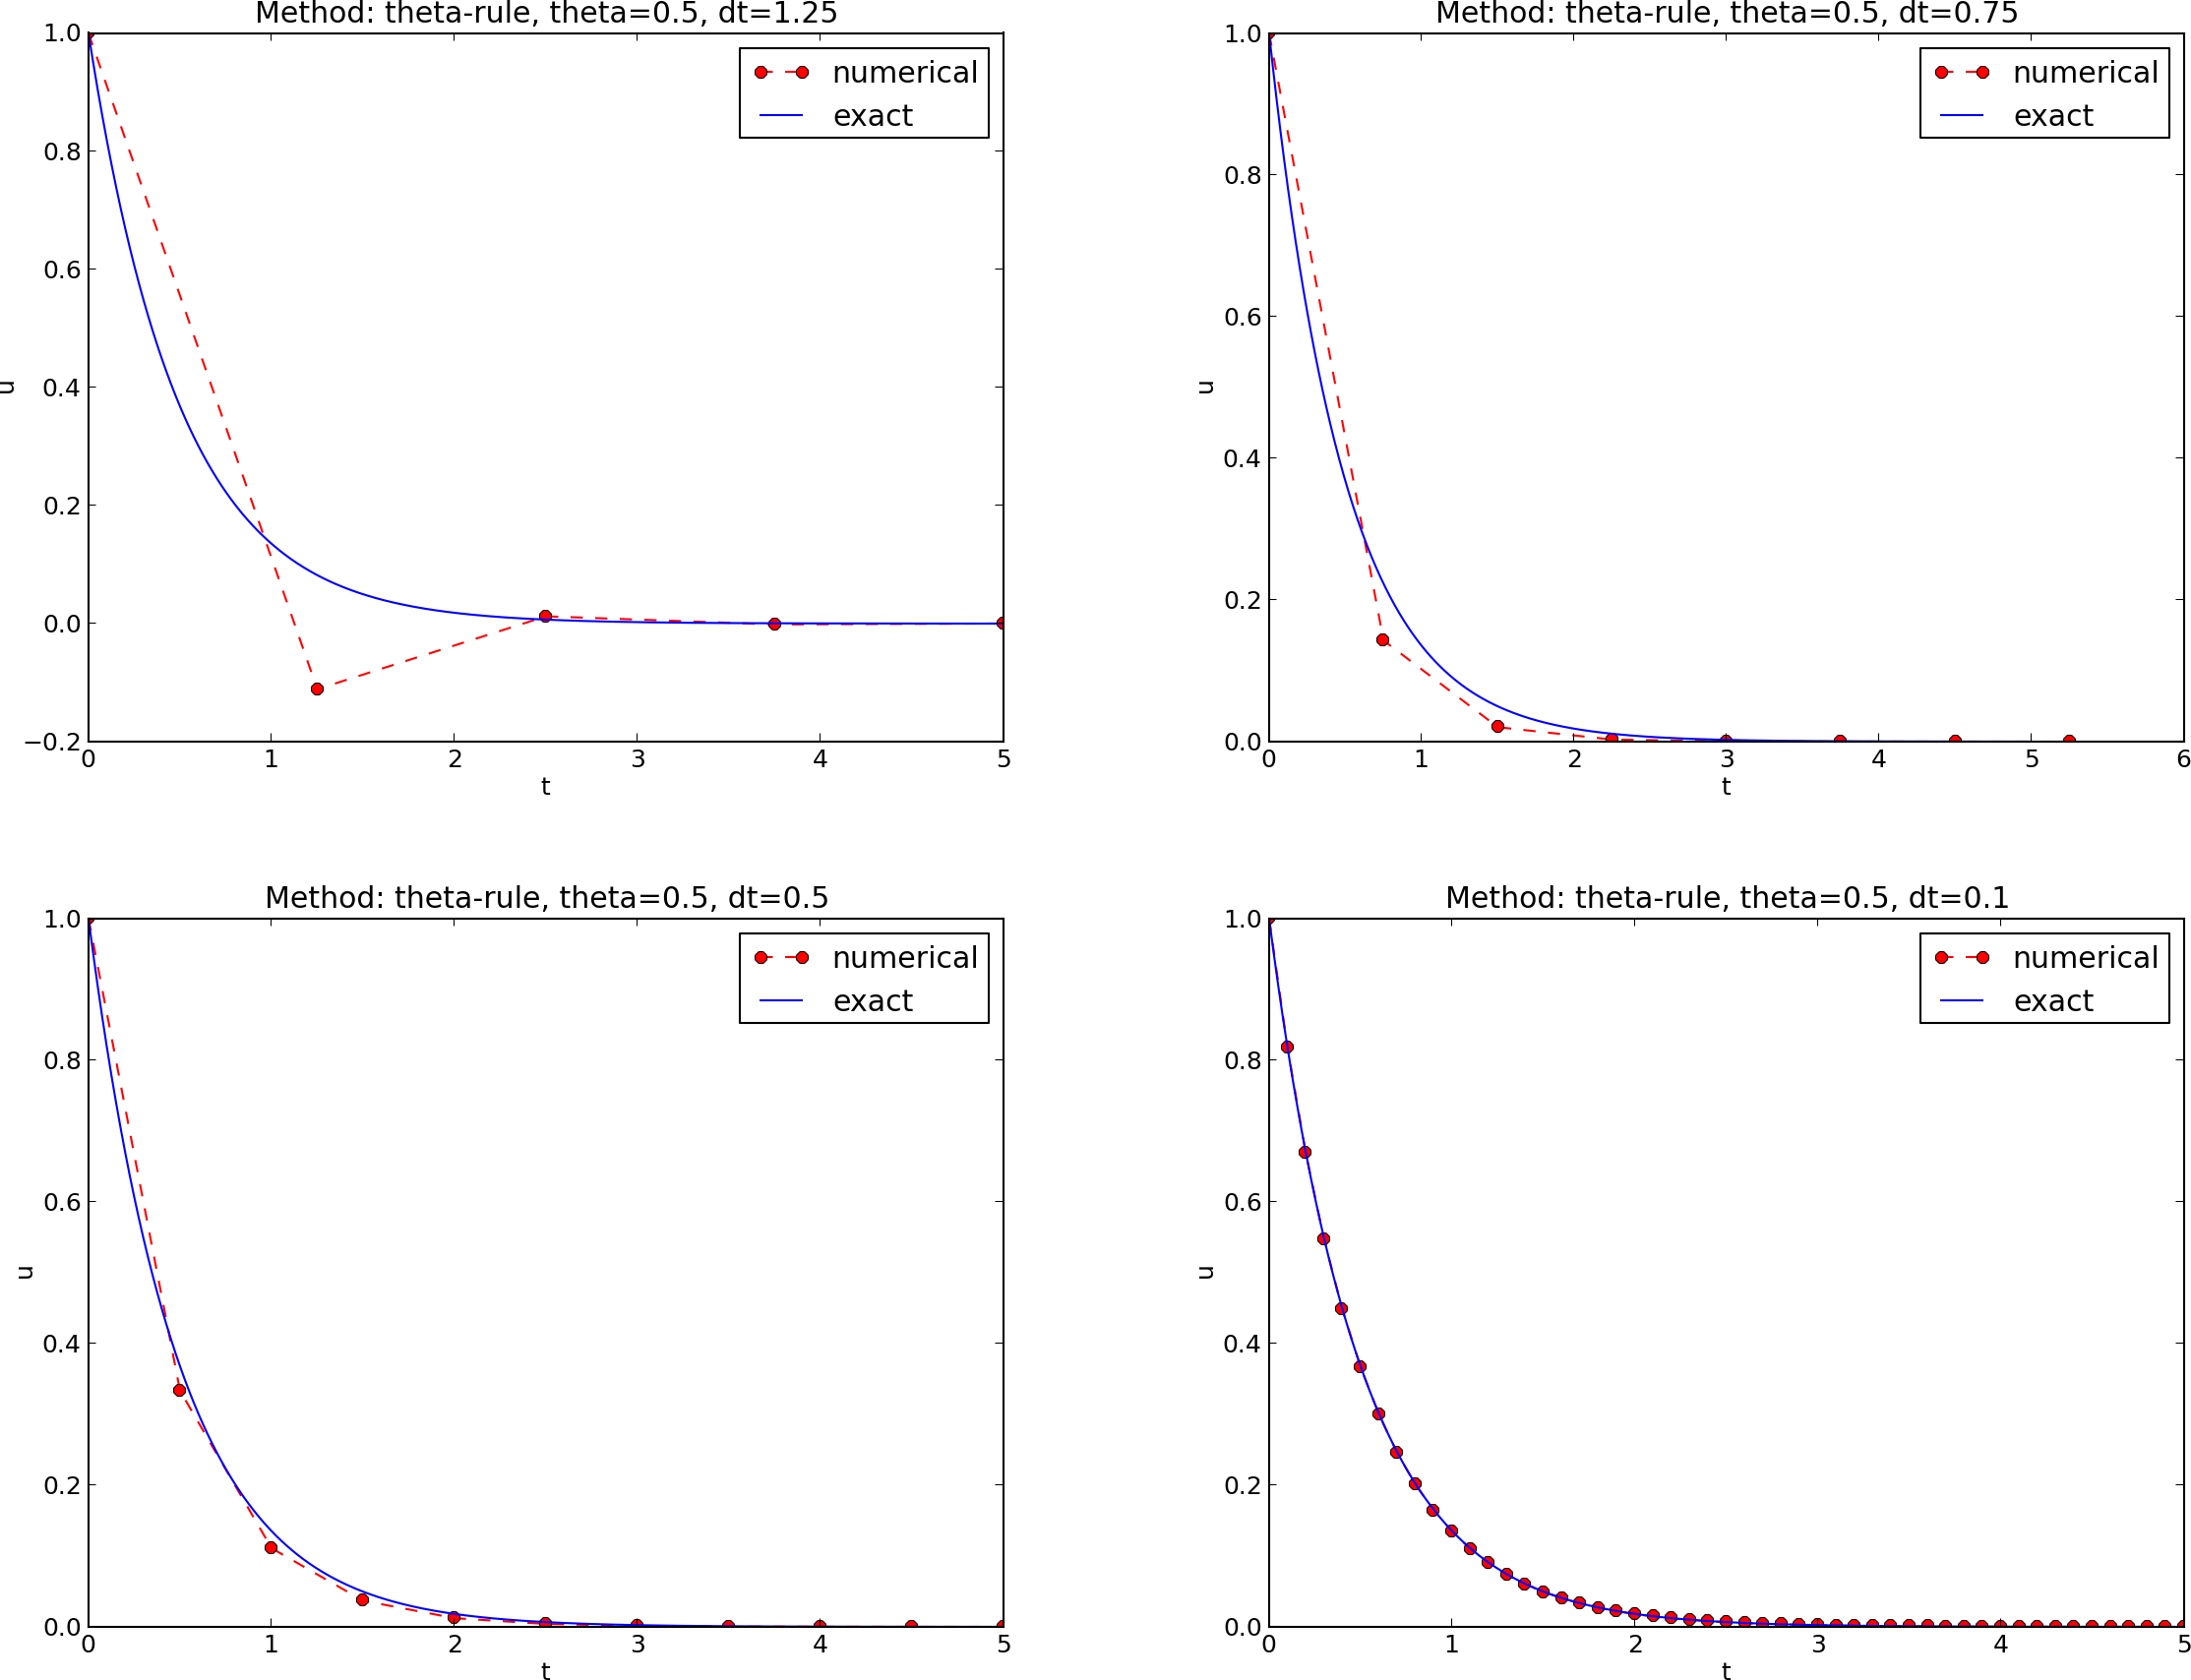 Method: theta-rule, theta=0.5, dt=1.25
1.0
0.8
0.6
0.4
0.2
0.0
−0.2
u
numerical
exact
0 1 2 3 4 5
t
Method: theta-rule, theta=0.5, dt=0.75
1.0
0.8
0.6
0.4
0.2
0.0
u
numerical
exact
0 1 2 3 4 5 6
t
Method: theta-rule, theta=0.5, dt=0.5
1.0
0.8
0.6
0.4
0.2
0.0
u
numerical
exact
0 1 2 3 4 5
t
Method: theta-rule, theta=0.5, dt=0.1
1.0
0.8
0.6
0.4
0.2
0.0
u
numerical
exact
0 1 2 3 4 5
t